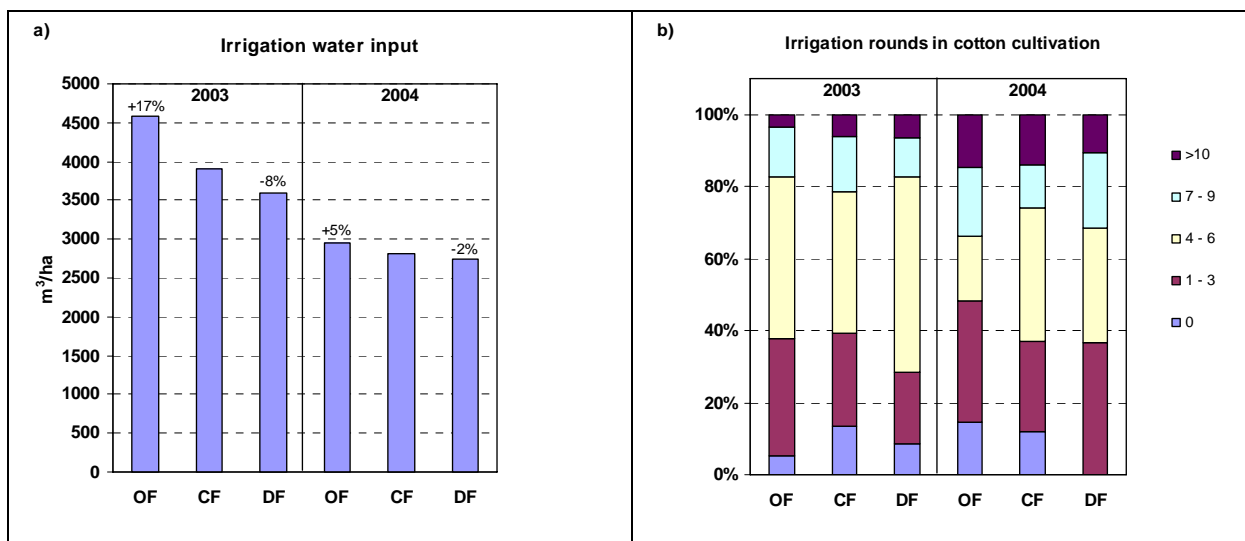 a)
Irrigation water input
2003 2004
5000
4500
4000
3500
3000
2500
2000
1500
1000
500
0
m³/ha
+17%
-8%
+5%
-2%
OF CF DF OF CF DF
b)
Irrigation rounds in cotton cultivation
2003 2004
100%
80%
60%
40%
20%
0%
OF CF DF OF CF DF
>10
7 - 9
4 - 6
1 - 3
0